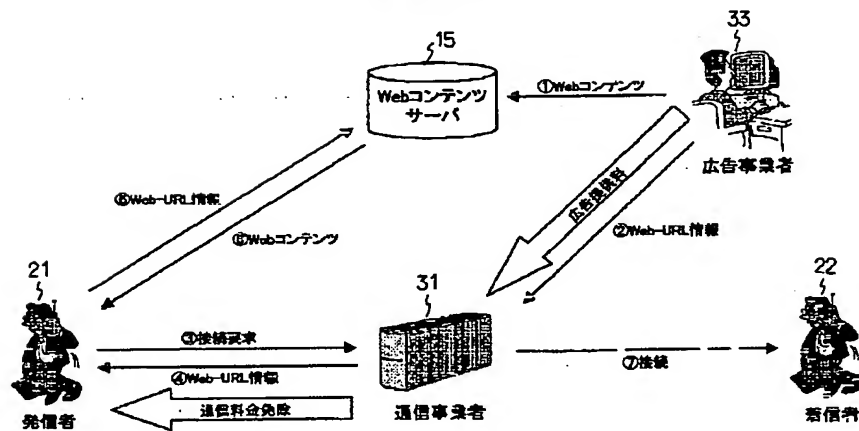 15
33
Webコンテンツ
サーバ
①Webコンテンツ
広告事業者
広告提供料
②Web-URL情報
⑤Web-URL情報
⑥Webコンテンツ
21
31
22
③接続要求
④Web-URL情報
通信料金免除
⑦接続
発信者
通信事業者
着信者